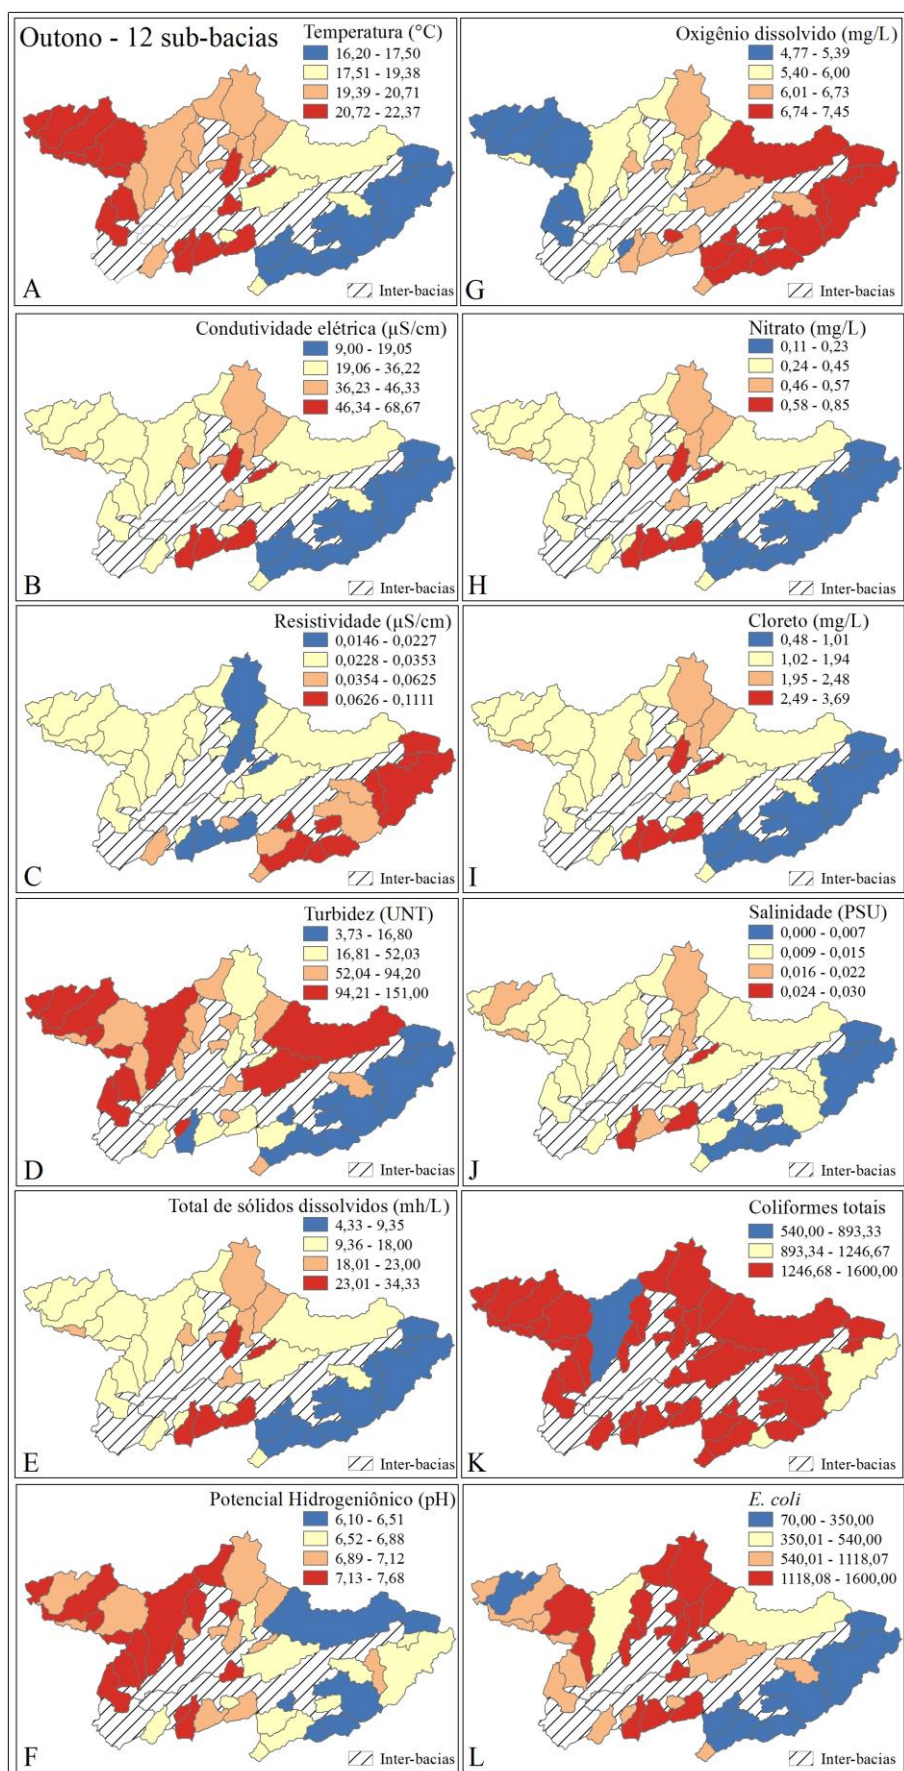 Outono - 12 sub-bacias
Temperatura (°C)
16,20 - 17,50
17,51 - 19,38
19,39 - 20,71
20,72 - 22,37
A
Inter-bacias
Oxigênio dissolvido (mg/L)
4,77 - 5,39
5,40 - 6,00
6,01 - 6,73
6,74 - 7,45
G
Inter-bacias
Condutividade elétrica (µS/cm)
9,00 - 19,05
19,06 - 36,22
36,23 - 46,33
46,34 - 68,67
B
Inter-bacias
Nitrato (mg/L)
0,11 - 0,23
0,24 - 0,45
0,46 - 0,57
0,58 - 0,85
H
Inter-bacias
Resistividade (µS/cm)
0,0146 - 0,0227
0,0228 - 0,0353
0,0354 - 0,0625
0,0626 - 0,1111
C
Inter-bacias
Cloreto (mg/L)
0,48 - 1,01
1,02 - 1,94
1,95 - 2,48
2,49 - 3,69
I
Inter-bacias
Turbidez (UNT)
3,73 - 16,80
16,81 - 52,03
52,04 - 94,20
94,21 - 151,00
D
Inter-bacias
Salinidade (PSU)
0,000 - 0,007
0,009 - 0,015
0,016 - 0,022
0,024 - 0,030
J
Inter-bacias
Total de sólidos dissolvidos (mh/L)
4,33 - 9,35
9,36 - 18,00
18,01 - 23,00
23,01 - 34,33
E
Inter-bacias
Coliformes totais
540,00 - 893,33
893,34 - 1246,67
1246,68 - 1600,00
K
Inter-bacias
Potencial Hidrogeniônico (pH)
6,10 - 6,51
6,52 - 6,88
6,89 - 7,12
7,13 - 7,68
F
Inter-bacias
E. coli
70,00 - 350,00
350,01 - 540,00
540,01 - 1118,07
1118,08 - 1600,00
L
Inter-bacias